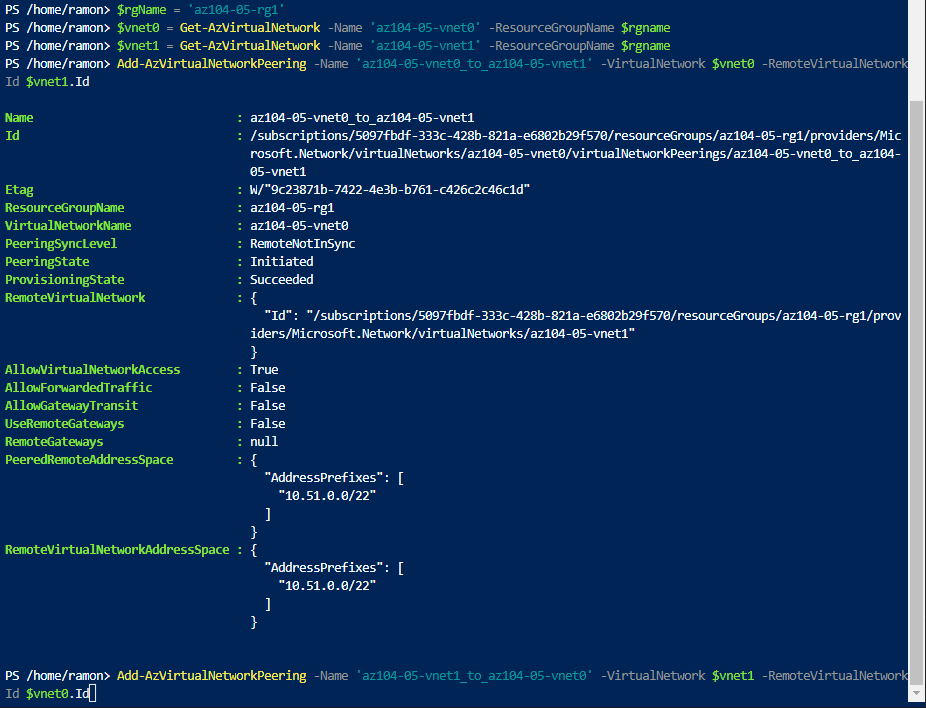 PS /home/ramon> $rgName = 'az104-05-rg1'
PS /home/ramon> $vnet0 = Get-AzVirtualNetwork -Name 'az104-05-vnet0' -ResourceGroupName $rgname
PS /home/ramon> $vnet1 = Get-AzVirtualNetwork -Name 'az104-05-vnet1' -ResourceGroupName $rgname
PS /home/ramon> Add-AzVirtualNetworkPeering -Name 'az104-05-vnet0_to_az104-05-vnet1' -VirtualNetwork $vnet0 -RemoteVirtualNetwork
Id $vnet1.Id
Name : az104-05-vnet0_to_az104-05-vnet1
Id : /subscriptions/5097fbdf-333c-428b-821a-e6802b29f570/resourceGroups/az104-05-rg1/providers/Mic
rosoft.Network/virtualNetworks/az104-05-vnet0/virtualNetworkPeerings/az104-05-vnet0_to_az104-
05-vnet1
Etag : W/"9c23871b-7422-4e3b-b761-c426c2c46c1d"
ResourceGroupName : az104-05-rg1
VirtualNetworkName : az104-05-vnet0
PeeringSyncLevel : RemoteNotInSync
PeeringState : Initiated
ProvisioningState : Succeeded
RemoteVirtualNetwork : {
"Id": "/subscriptions/5097fbdf-333c-428b-821a-e6802b29f570/resourceGroups/az104-05-rg1/prov
iders/Microsoft.Network/virtualNetworks/az104-05-vnet1"
}
AllowVirtualNetworkAccess : True
AllowForwardedTraffic : False
AllowGatewayTransit : False
UseRemoteGateways : False
RemoteGateways : null
PeeredRemoteAddressSpace : {
"AddressPrefixes": [
"10.51.0.0/22"
]
}
RemoteVirtualNetworkAddressSpace : {
"AddressPrefixes": [
"10.51.0.0/22"
]
}
PS /home/ramon> Add-AzVirtualNetworkPeering -Name 'az104-05-vnet1_to_az104-05-vnet0' -VirtualNetwork $vnet1 -RemoteVirtualNetwork
Id $vnet0.Id